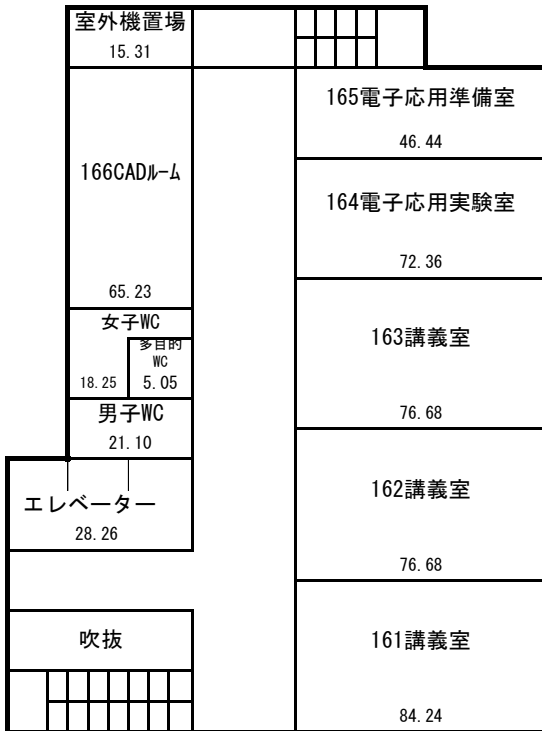 室外機置場
15.31
165電子応用準備室
46.44
166CADルーム
65.23
164電子応用実験室
72.36
女子WC
18.25
多目的
WC
5.05
163講義室
76.68
男子WC
21.10
エレベーター
28.26
162講義室
76.68
吹抜
161講義室
84.24